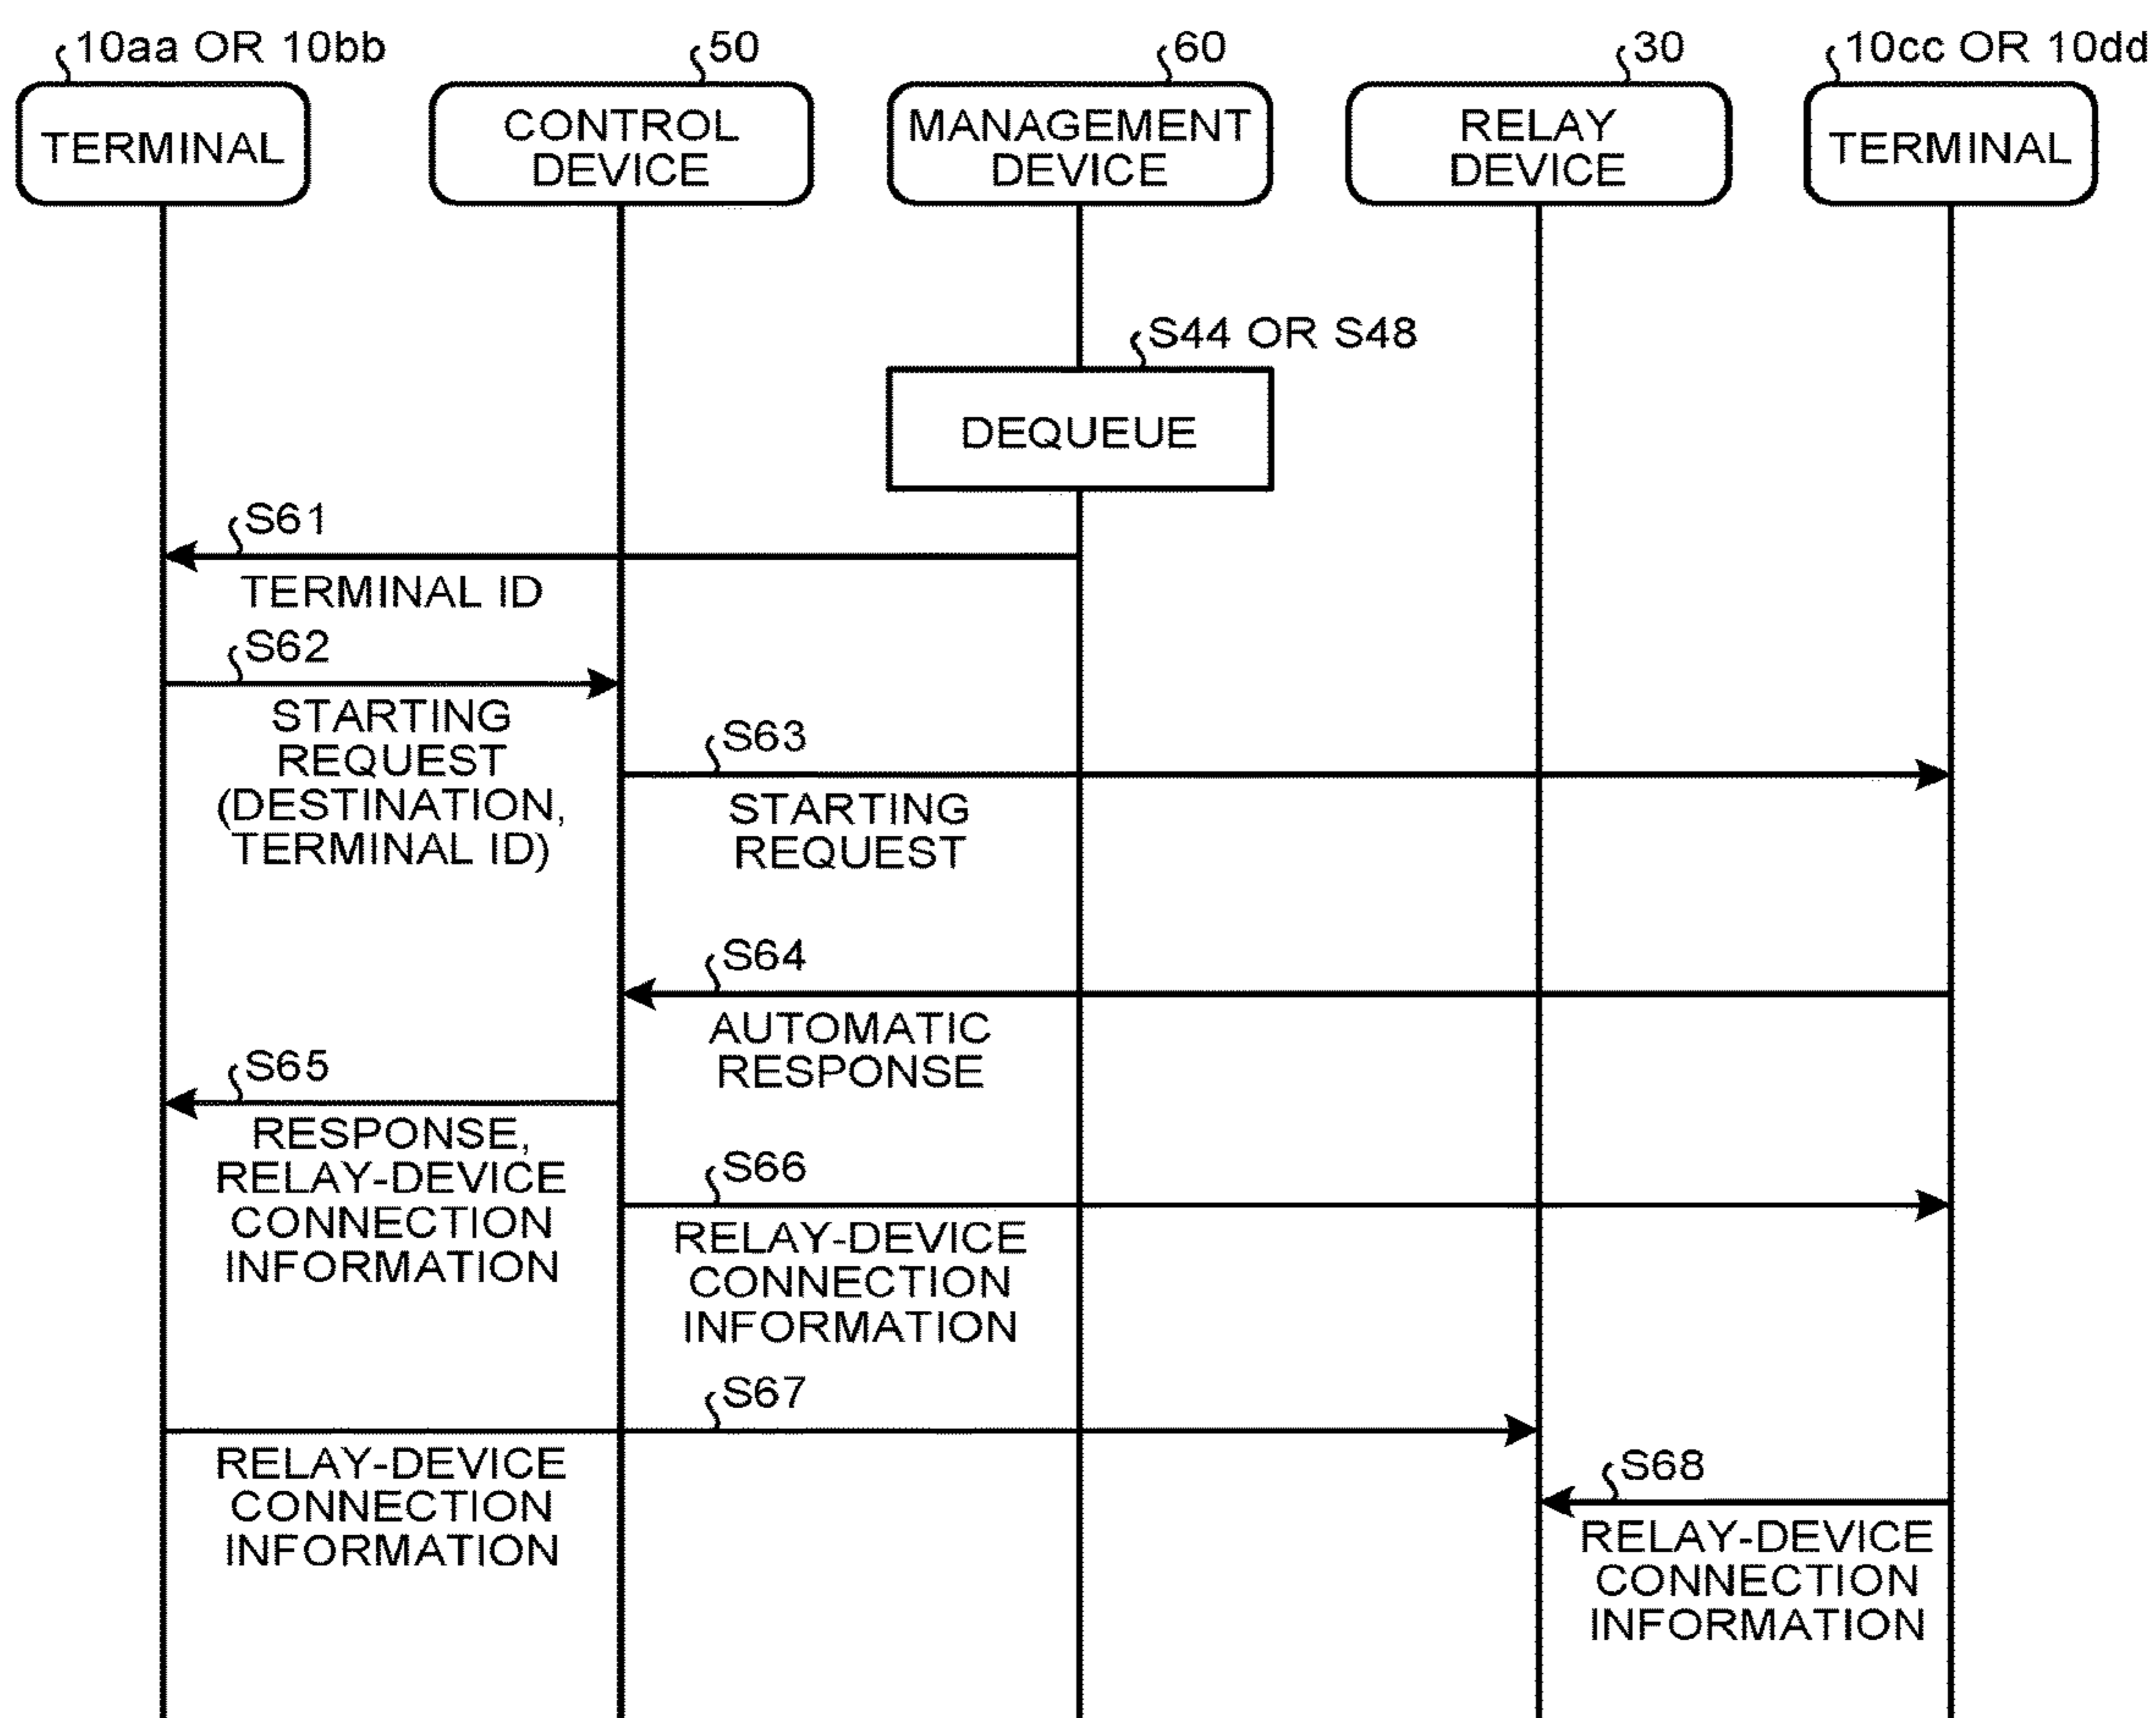 10aa OR 10bb
50
60
30
10cc OR 10dd
TERMINAL
CONTROL
DEVICE
MANAGEMENT
DEVICE
RELAY
DEVICE
TERMINAL
S44 OR S48
DEQUEUE
S61
TERMINAL ID
S62
STARTING
REQUEST
(DESTINATION,
TERMINAL ID)
S63
STARTING
REQUEST
S64
AUTOMATIC
RESPONSE
S65
RESPONSE,
RELAY-DEVICE
CONNECTION
INFORMATION
S66
RELAY-DEVICE
CONNECTION
INFORMATION
S67
RELAY-DEVICE
CONNECTION
INFORMATION
S68
RELAY-DEVICE
CONNECTION
INFORMATION